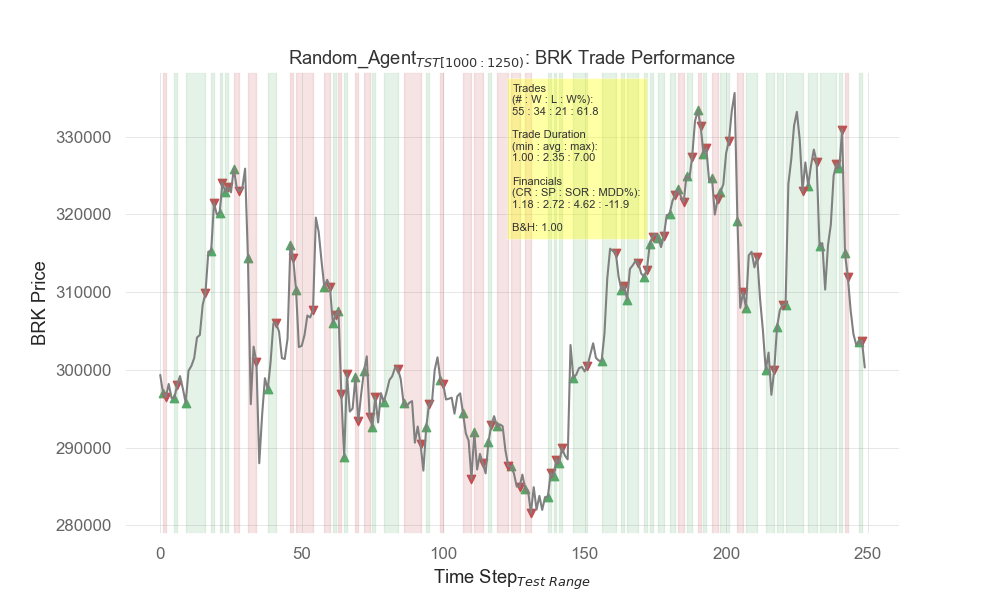 Random_Agent TST[1000:1250): BRK Trade Performance
Trades
(# : W : L : W%):
55 : 34 : 21 : 61.8
Trade Duration
(min : avg : max):
1.00 : 2.35 : 7.00
Financials
(CR : SP : SOR : MDD%):
1.18 : 2.72 : 4.62 : -11.9
B&H: 1.00
BRK Price
330000
320000
310000
300000
290000
280000
0 50 100 150 200 250
Time Step Test Range